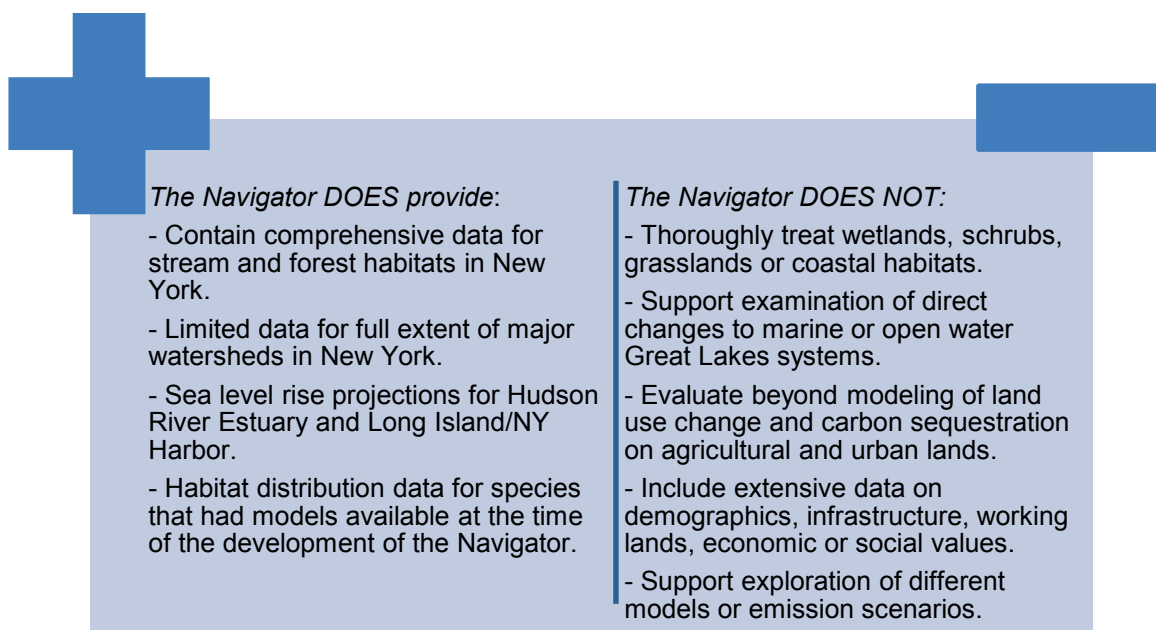 The Navigator DOES provide:
- Contain comprehensive data for
stream and forest habitats in New
York.
- Limited data for full extent of major
watersheds in New York.
- Sea level rise projections for Hudson
River Estuary and Long Island/NY
Harbor.
- Habitat distribution data for species
that had models available at the time
of the development of the Navigator.
The Navigator DOES NOT:
- Thoroughly treat wetlands, schrubs,
grasslands or coastal habitats.
- Support examination of direct
changes to marine or open water
Great Lakes systems.
- Evaluate beyond modeling of land
use change and carbon sequestration
on agricultural and urban lands.
- Include extensive data on
demographics, infrastructure, working
lands, economic or social values.
- Support exploration of different
models or emission scenarios.